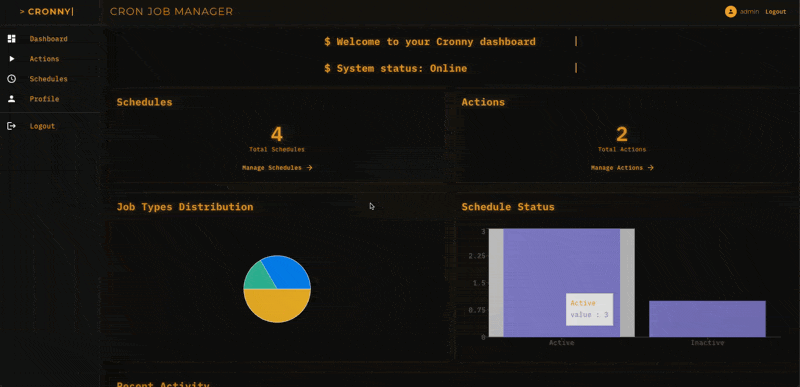 > CRONNY|
CRON JOB MANAGER
admin Logout
Dashboard
Actions
Schedules
Profile
Logout
$ Welcome to your Cronny dashboard
$ System status: Online
Schedules
4
Total Schedules
Manage Schedules →
Actions
2
Total Actions
Manage Actions →
Job Types Distribution
Schedule Status
3
2.25
1.5
0.75
0
Active
value : 3
Active
Inactive
Recent Activity